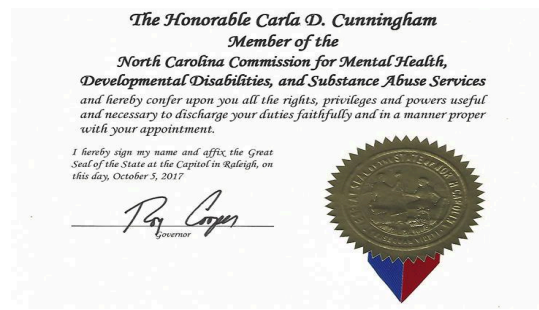 The Honorable Carla D. Cunningham
Member of the
North Carolina Commission for Mental Health,
Developmental Disabilities, and Substance Abuse Services
and hereby confer upon you all the rights, privileges and powers useful
and necessary to discharge your duties faithfully and in a manner proper
with your appointment.
I hereby sign my name and affix the Great
Seal of the State at the Capitol in Raleigh, on
this day, October 5, 2017
Roy Cooper
Governor